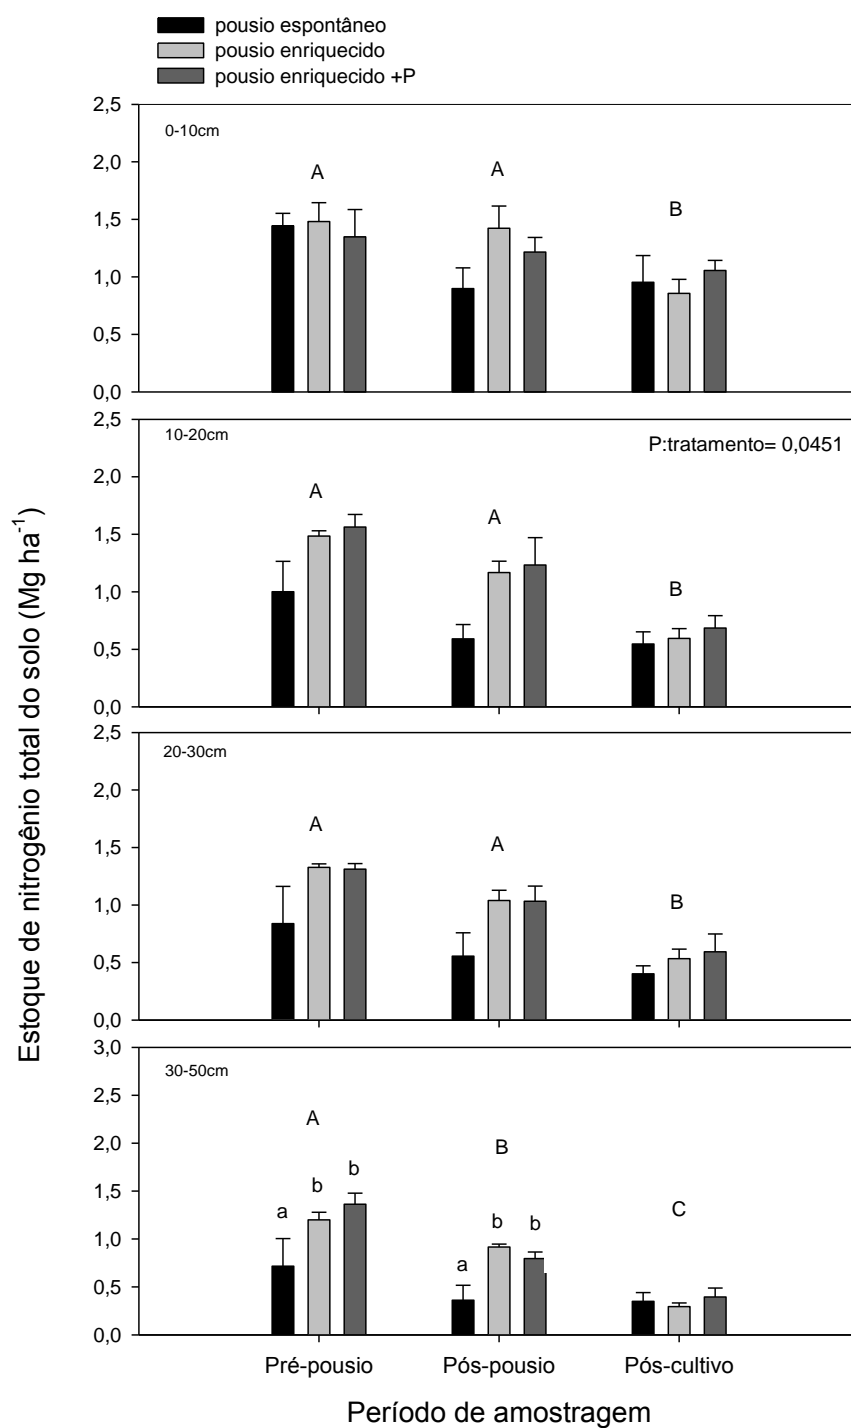 pousio espontâneo
pousio enriquecido
pousio enriquecido +P
Estoque de nitrogênio total do solo (Mg ha-1)
2,5
0-10cm
2,0
A
A
B
1,5
1,0
0,5
0,0
2,5
10-20cm
P:tratamento= 0,0451
2,0
A
A
1,5
B
1,0
0,5
0,0
2,5
20-30cm
2,0
A
A
1,5
B
1,0
0,5
0,0
3,0
30-50cm
2,5
A
2,0
B
b
b
1,5
a
C
b
b
1,0
a
0,5
0,0
Pré-pousio
Pós-pousio
Pós-cultivo
Período de amostragem